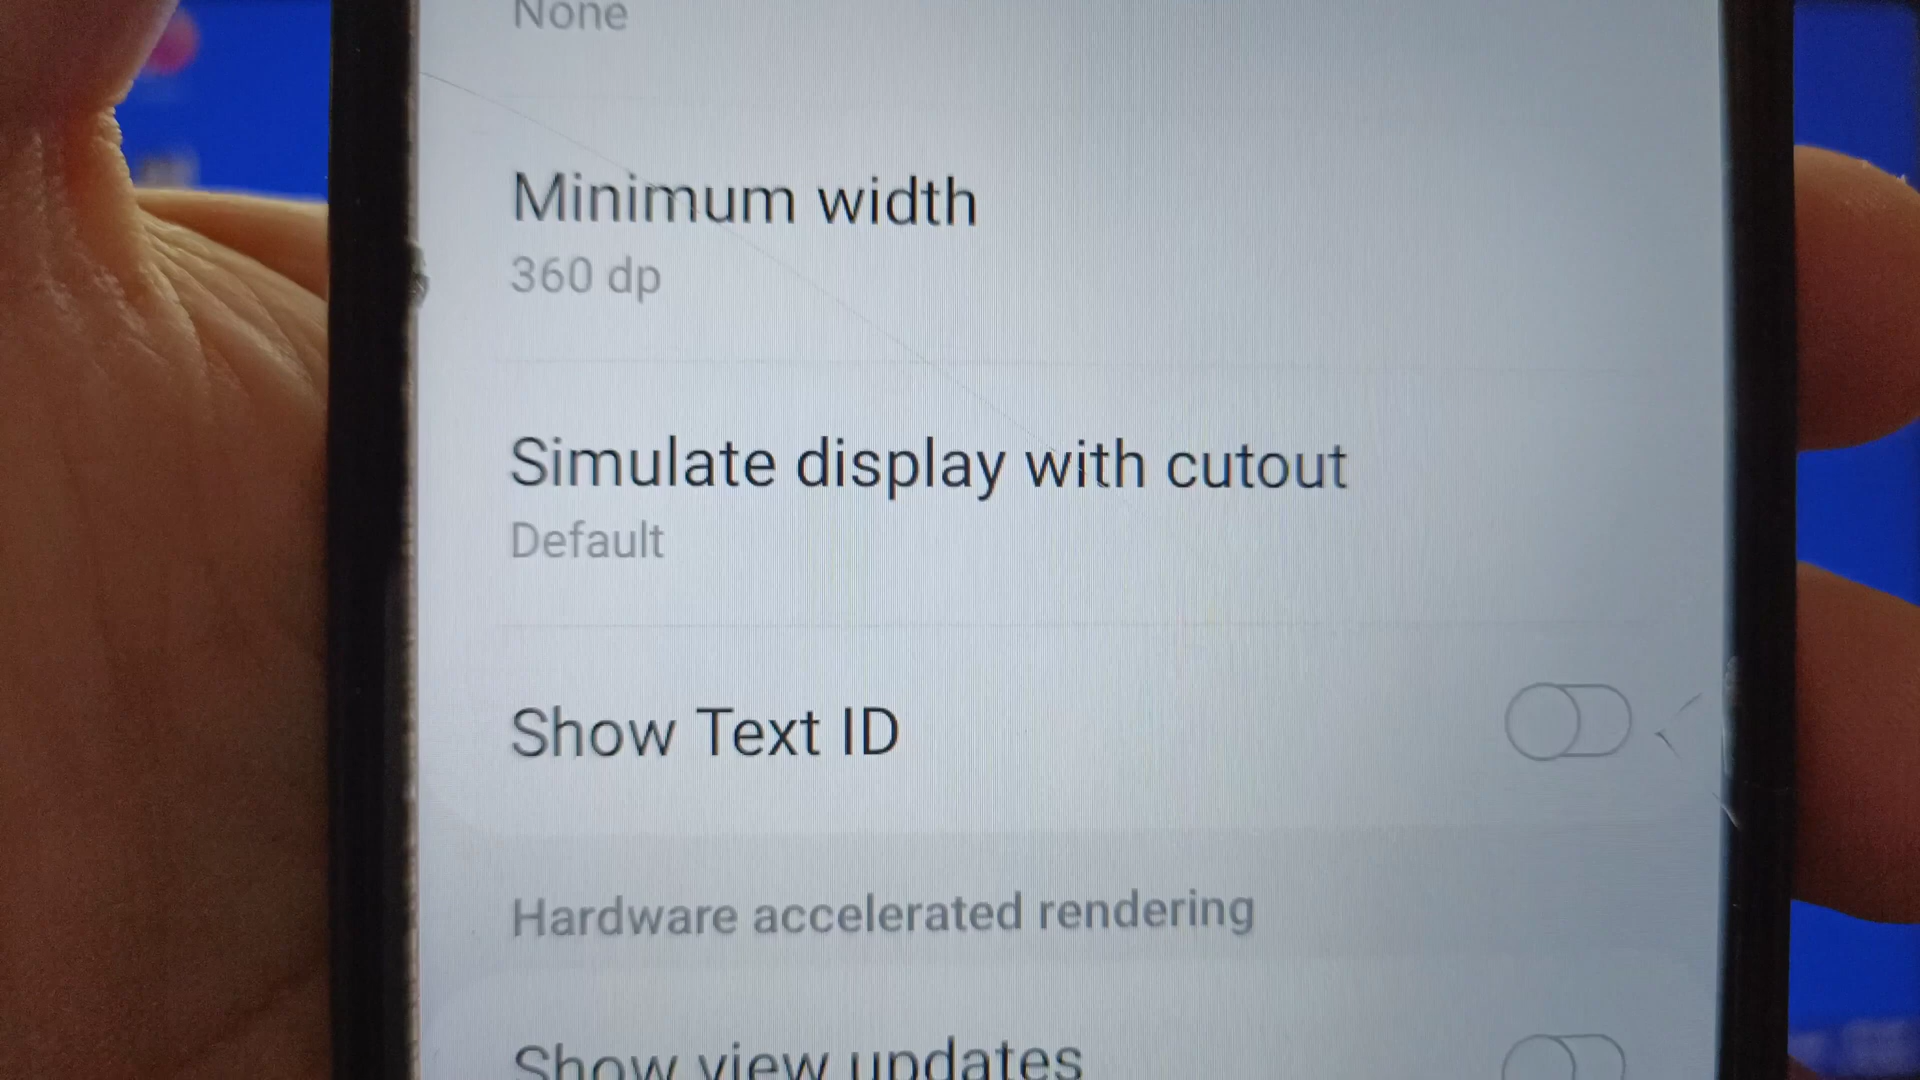 None
Minimum width
360 dp
Simulate display with cutout
Default
Show Text ID
Hardware accelerated rendering
Show view updates